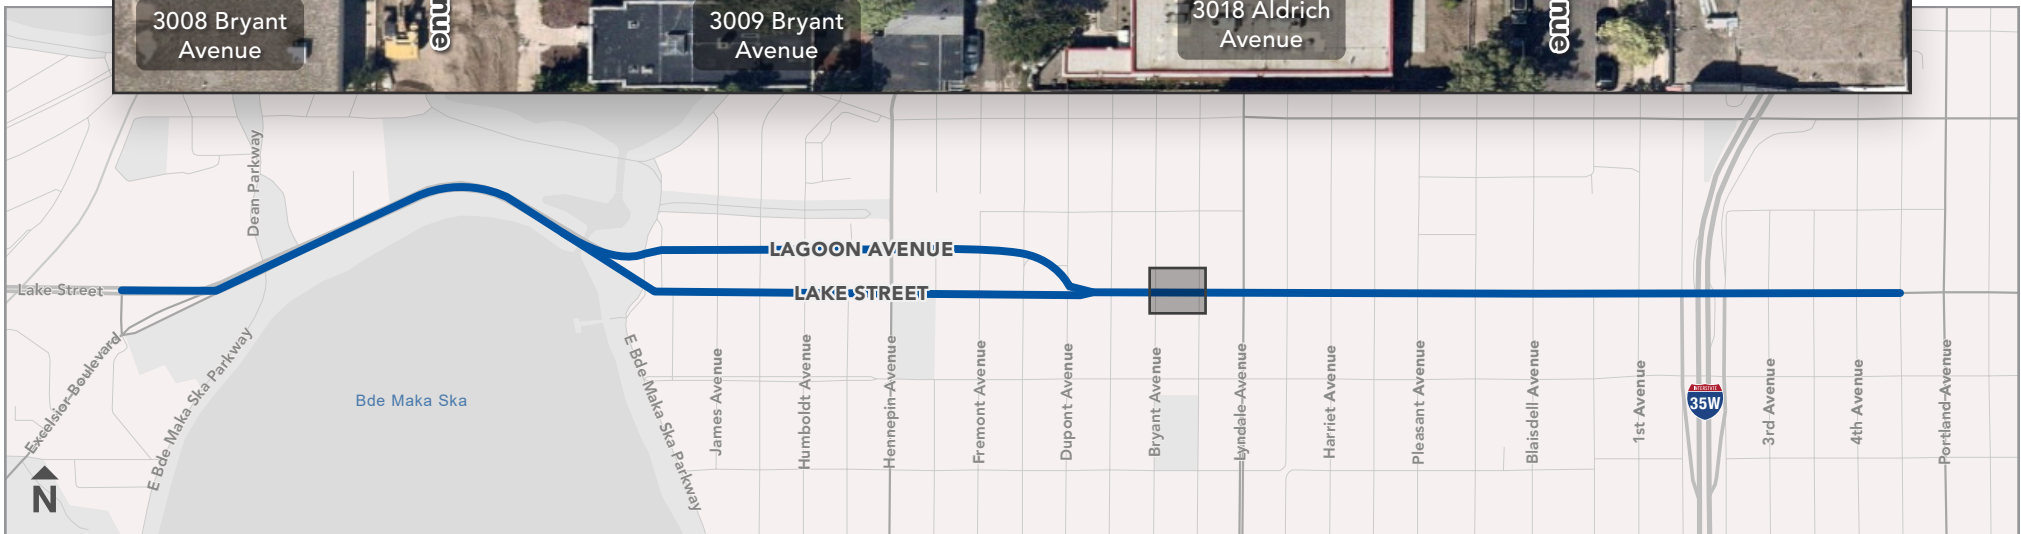 3008 Bryant
Avenue
3009 Bryant
Avenue
3018 Aldrich
Avenue
nue
nue
Dean Parkway
LAGOON AVENUE
Lake Street
LAKE STREET
Excelsior Boulevard
E Bde Maka Ska Parkway
Bde Maka Ska
E Bde Maka Ska Parkway
James Avenue
Humboldt Avenue
Hennepin Avenue
Fremont Avenue
Dupont Avenue
Bryant Avenue
Lyndale Avenue
Harriet Avenue
Pleasant Avenue
Blaisdell Avenue
1st Avenue
INTERSTATE
35W
3rd Avenue
4th Avenue
Portland Avenue
N